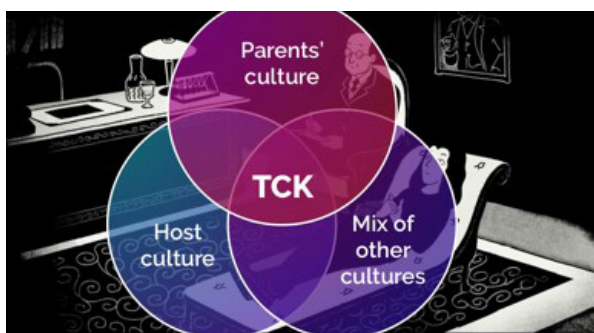 Parents'
culture
TCK
Host
culture
Mix of
other
cultures